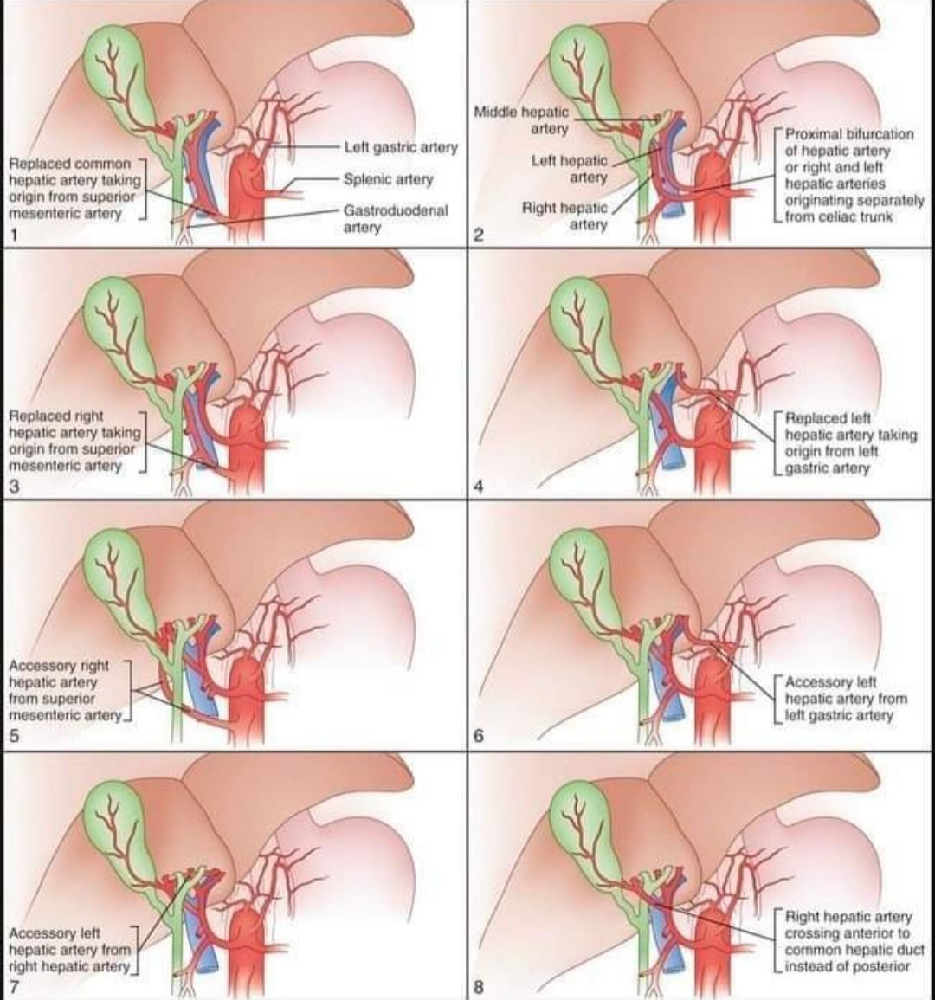 Left gastric artery
Replaced common
hepatic artery taking
origin from superior
mesenteric artery
Splenic artery
Gastroduodenal
artery
1
Middle hepatic
artery
Left hepatic
artery
Right hepatic
artery
Proximal bifurcation
of hepatic artery
or right and left
hepatic arteries
originating separately
from celiac trunk
2
Replaced right
hepatic artery taking
origin from superior
mesenteric artery
3
Replaced left
hepatic artery taking
origin from left
gastric artery
4
Accessory right
hepatic artery
from superior
mesenteric artery
5
Accessory left
hepatic artery from
left gastric artery
6
Accessory left
hepatic artery from
right hepatic artery
7
Right hepatic artery
crossing anterior to
common hepatic duct
instead of posterior
8